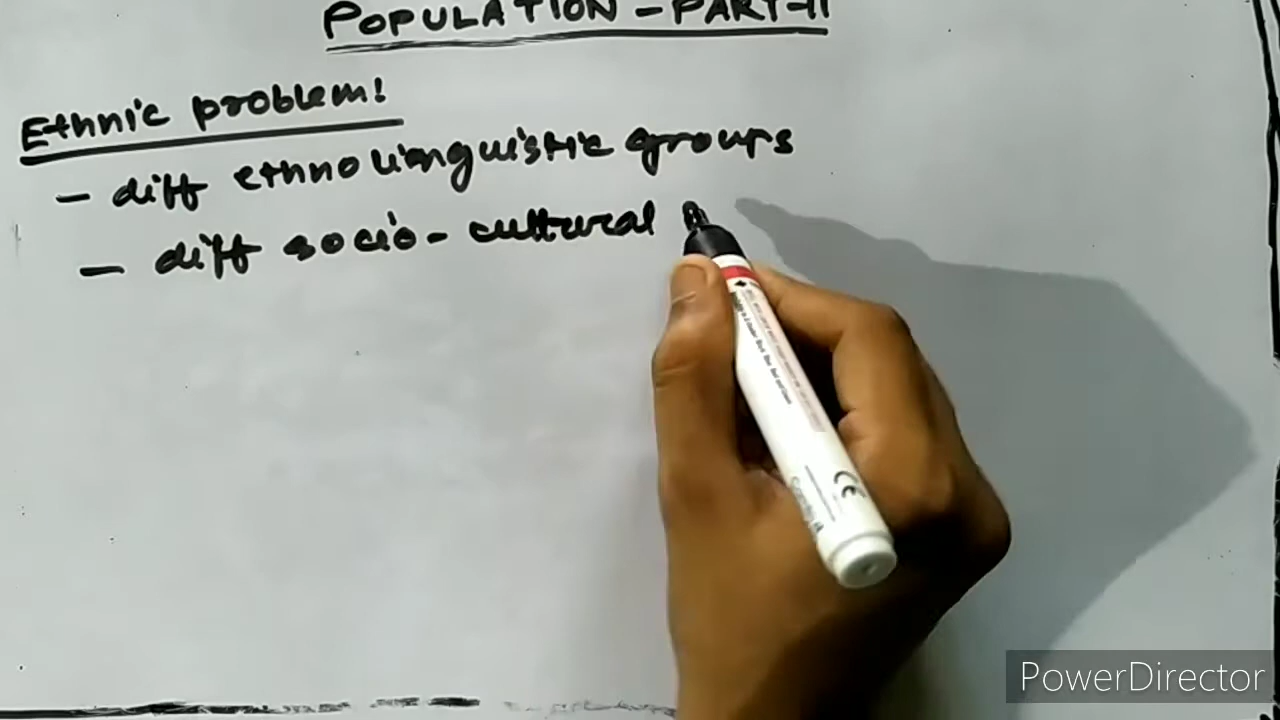 POPULATION - PART-II
Ethnic problem!
- diff ethnolinguistic groups
- diff socio-cultural
PowerDirector